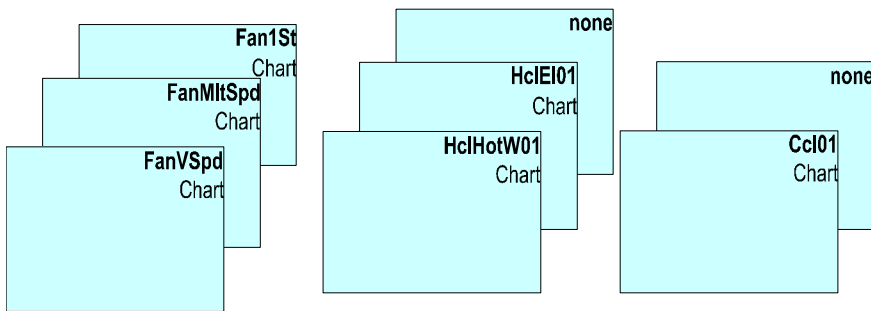 Fan1St
Chart
FanMltSpd
Chart
FanVSpd
Chart
none
HclEl01
Chart
HclHotW01
Chart
none
Ccl01
Chart